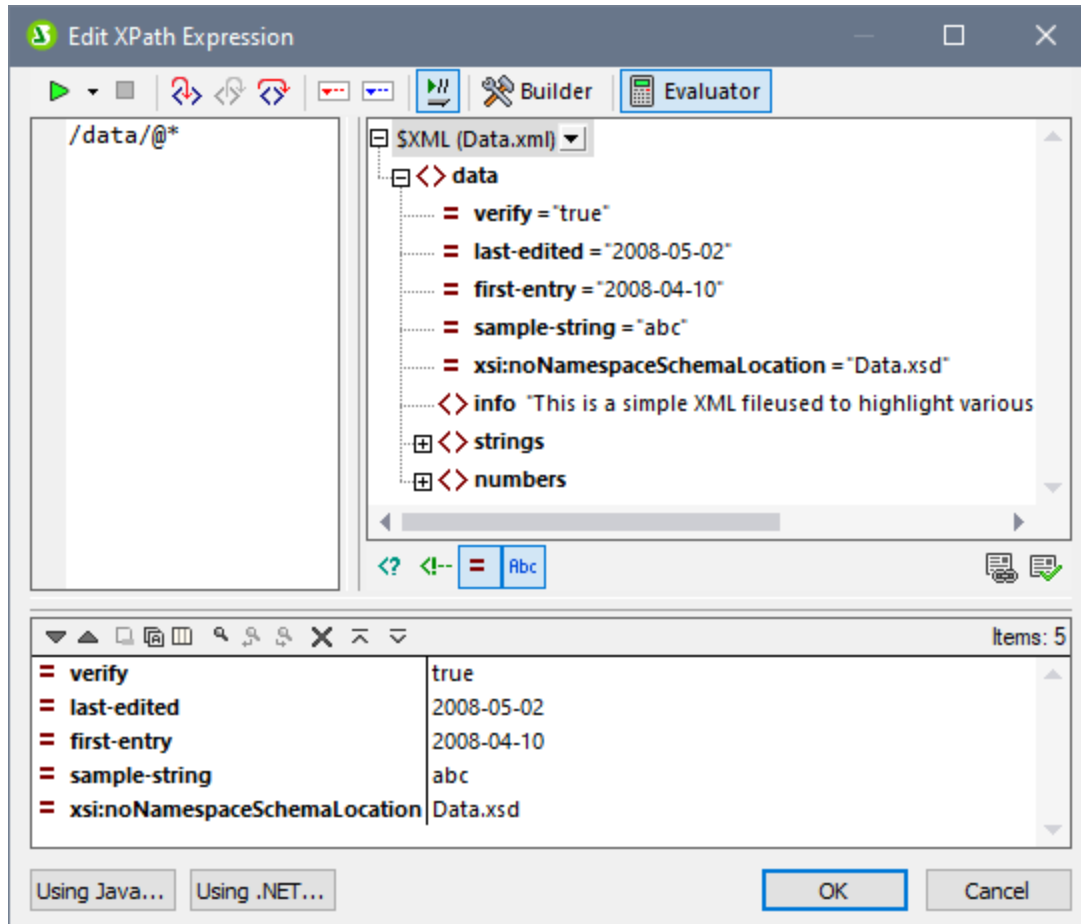 Edit XPath Expression
Builder
Evaluator
/data/@*
$XML (Data.xml)
<> data
= verify ="true"
= last-edited ="2008-05-02"
= first-entry ="2008-04-10"
= sample-string ="abc"
= xsi:noNamespaceSchemaLocation ="Data.xsd"
<> info "This is a simple XML fileused to highlight various
<> strings
<> numbers
<? <!-- = Abc
Items: 5
= verify true
= last-edited 2008-05-02
= first-entry 2008-04-10
= sample-string abc
= xsi:noNamespaceSchemaLocation Data.xsd
Using Java... Using .NET... OK Cancel